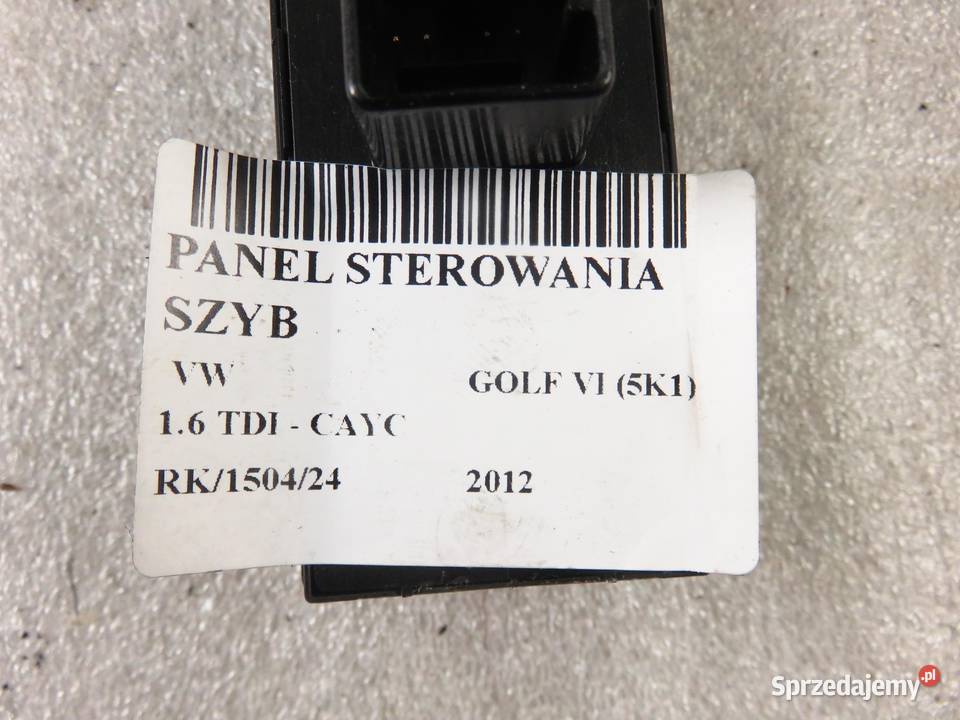 PANEL STEROWANIA
SZYB
VW GOLF VI (5K1)
1.6 TDI - CAYC
RK/1504/24 2012
Sprzedajemy.pl